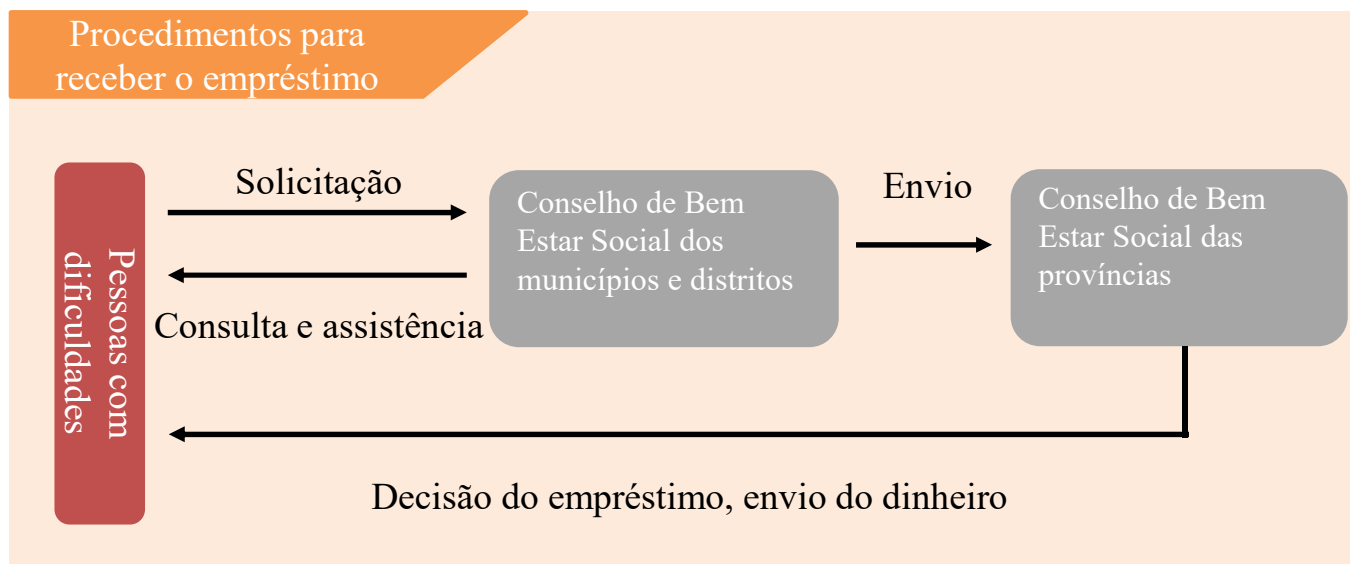 Procedimentos para
receber o empréstimo
Pessoas com
dificuldades
Solicitação
Consulta e assistência
Conselho de Bem
Estar Social dos
municípios e distritos
Envio
Conselho de Bem
Estar Social das
províncias
Decisão do empréstimo, envio do dinheiro